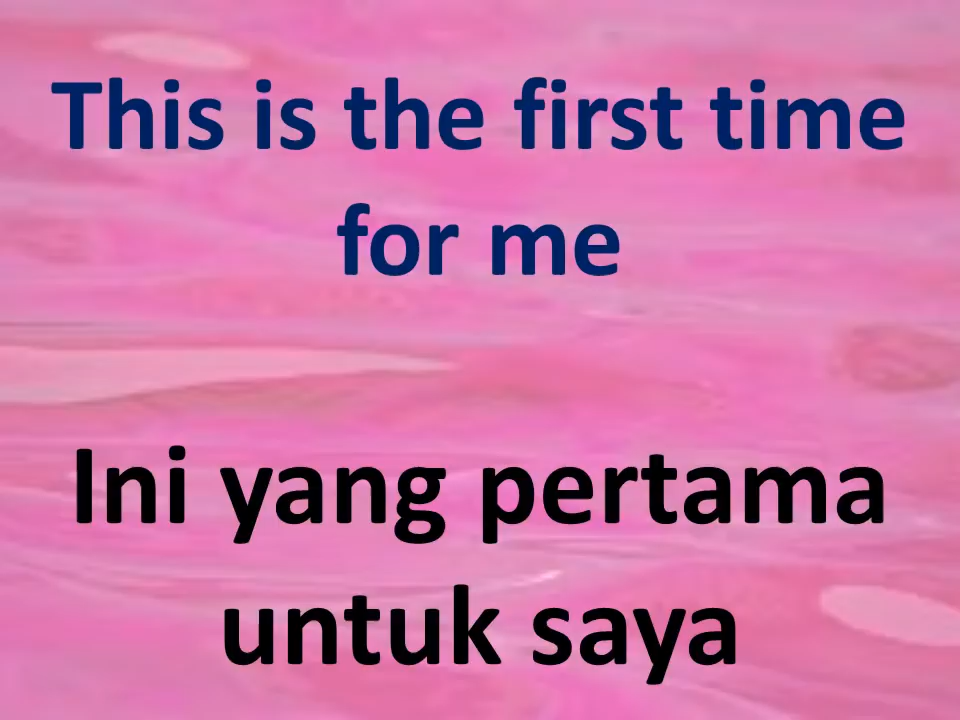 This is the first time
for me
Ini yang pertama
untuk saya